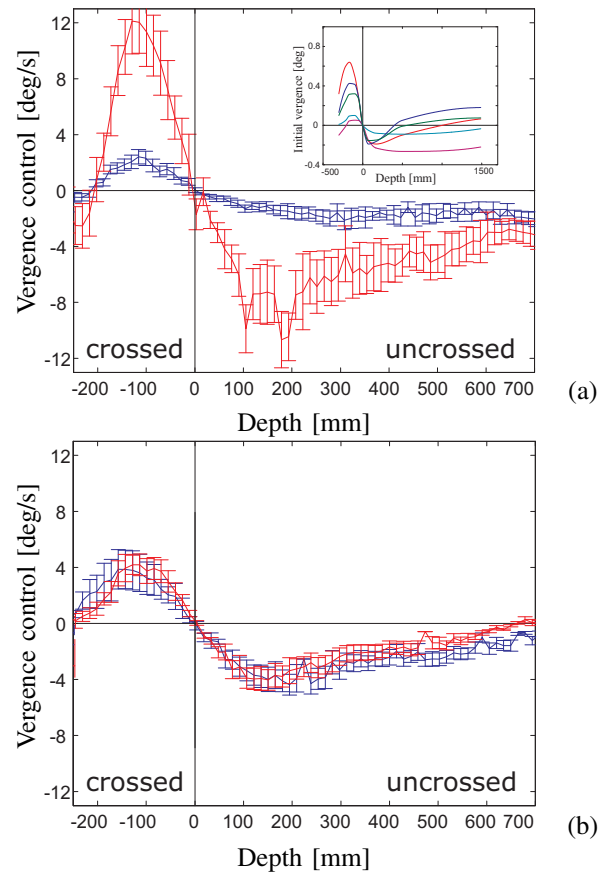 12
8
4
0
-4
-8
-12
Vergence control [deg/s]
-200 -100 0 100 200 300 400 500 600 700
Depth [mm]
crossed
uncrossed
0.8
0.4
0
-0.4
Initial vergence [deg]
-500 0 1500
Depth [mm]
(a)
12
8
4
0
-4
-8
-12
Vergence control [deg/s]
-200 -100 0 100 200 300 400 500 600 700
Depth [mm]
crossed
uncrossed
(b)